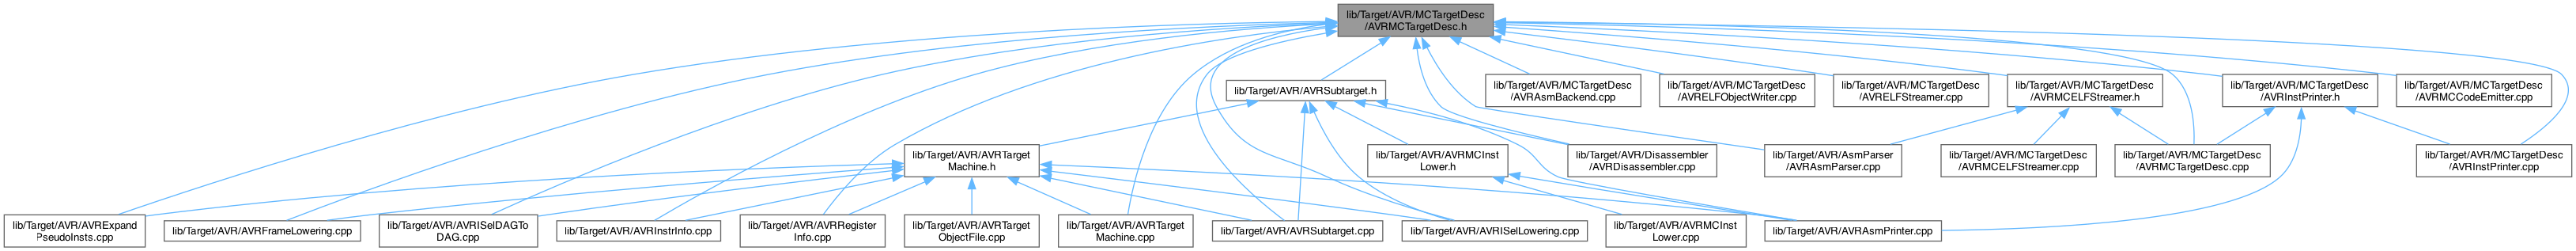 lib/Target/AVR/MCTargetDesc
/AVRMCTargetDesc.h
lib/Target/AVR/AVRSubtarget.h
lib/Target/AVR/MCTargetDesc
/AVRAsmBackend.cpp
lib/Target/AVR/MCTargetDesc
/AVRELFObjectWriter.cpp
lib/Target/AVR/MCTargetDesc
/AVRELFStreamer.cpp
lib/Target/AVR/MCTargetDesc
/AVRMCELFStreamer.h
lib/Target/AVR/MCTargetDesc
/AVRInstPrinter.h
lib/Target/AVR/MCTargetDesc
/AVRMCCodeEmitter.cpp
lib/Target/AVR/AVRTarget
Machine.h
lib/Target/AVR/AVRMCInst
Lower.h
lib/Target/AVR/Disassembler
/AVRDisassembler.cpp
lib/Target/AVR/AsmParser
/AVRAsmParser.cpp
lib/Target/AVR/MCTargetDesc
/AVRMCELFStreamer.cpp
lib/Target/AVR/MCTargetDesc
/AVRMCTargetDesc.cpp
lib/Target/AVR/MCTargetDesc
/AVRInstPrinter.cpp
lib/Target/AVR/AVRExpand
PseudoInsts.cpp
lib/Target/AVR/AVRFrameLowering.cpp
lib/Target/AVR/AVRISelDAGTo
DAG.cpp
lib/Target/AVR/AVRInstrInfo.cpp
lib/Target/AVR/AVRRegister
Info.cpp
lib/Target/AVR/AVRTarget
ObjectFile.cpp
lib/Target/AVR/AVRTarget
Machine.cpp
lib/Target/AVR/AVRSubtarget.cpp
lib/Target/AVR/AVRISelLowering.cpp
lib/Target/AVR/AVRMCInst
Lower.cpp
lib/Target/AVR/AVRAsmPrinter.cpp